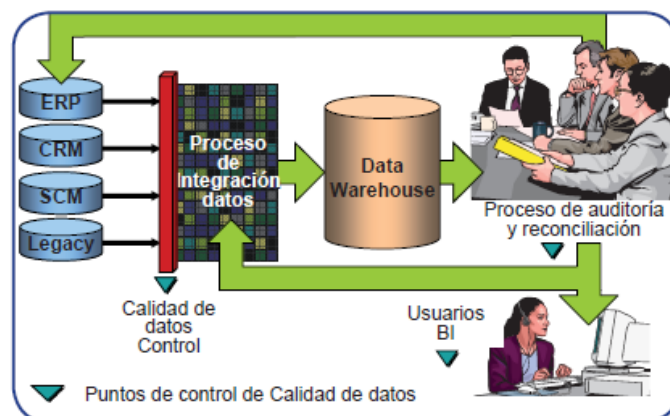 ERP
CRM
SCM
Legacy
Proceso
de
Integración
datos
Data
Warehouse
Proceso de auditoría
y reconciliación
Calidad de
datos
Control
Usuarios
BI
Puntos de control de Calidad de datos